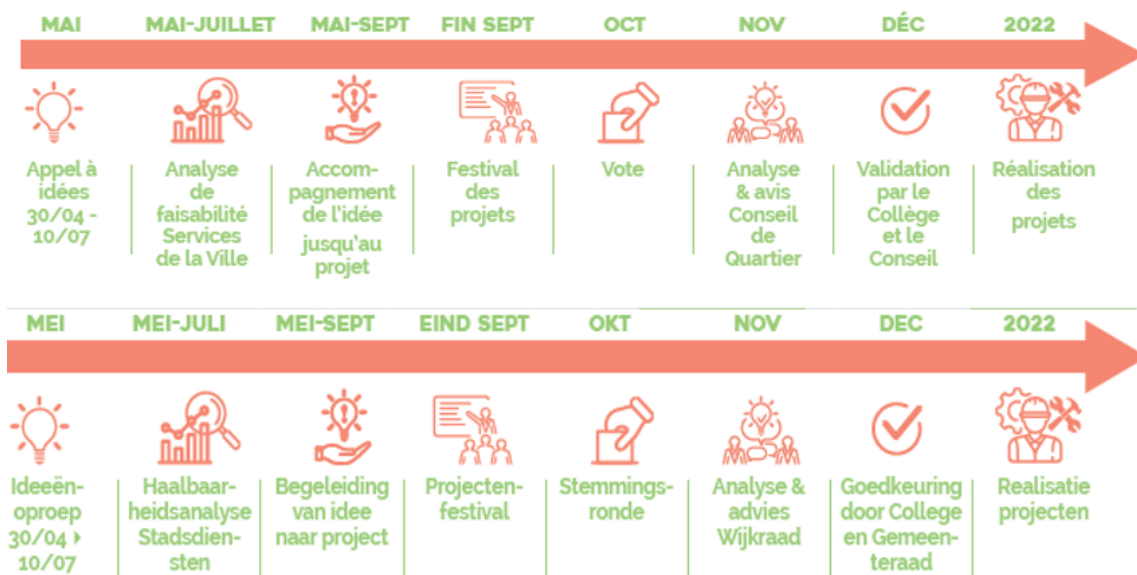 MAI MAI-JUILLET MAI-SEPT FIN SEPT OCT NOV DÉC 2022
Appel à
idées
30/04 -
10/07
Analyse
de
faisabilité
Services
de la Ville
Accom-
pagnement
de l'idée
jusqu'au
projet
Festival
des
projets
Vote
Analyse
& avis
Conseil
de
Quartier
Validation
par le
Collège
et le
Conseil
Réalisation
des
projets
MEI MEI-JULI MEI-SEPT EIND SEPT OKT NOV DEC 2022
Ideeën-
oproep
30/04 ▸
10/07
Haalbaar-
heidsanalyse
Stadsdien-
sten
Begeleiding
van idee
naar project
Projecten-
festival
Stemmings-
ronde
Analyse &
advies
Wijkraad
Goedkeuring
door College
en Gemeen-
teraad
Realisatie
projecten